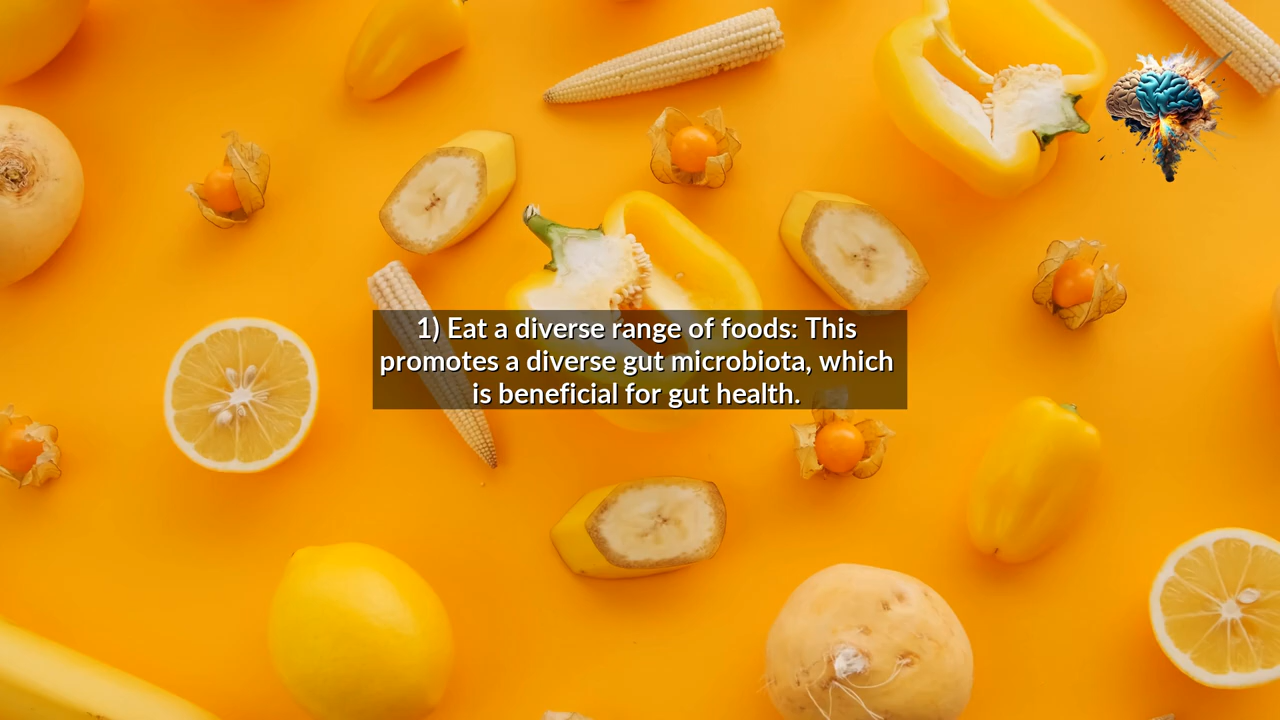 1) Eat a diverse range of foods: This
promotes a diverse gut microbiota, which
is beneficial for gut health.